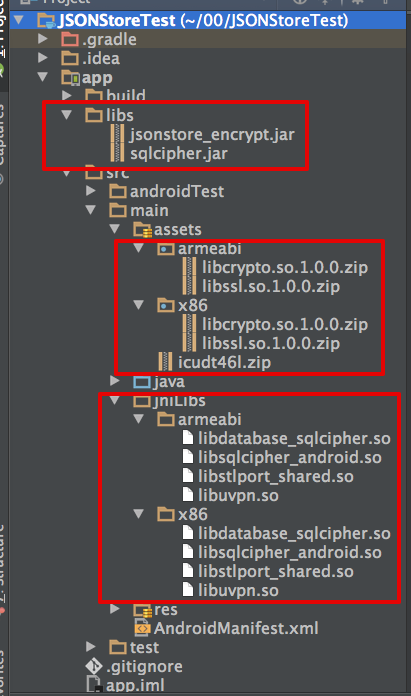 Project
JSONStoreTest (~/00/JSONStoreTest)
.gradle
.idea
app
build
libs
jsonstore_encrypt.jar
sqlcipher.jar
src
androidTest
main
assets
armeabi
libcrypto.so.1.0.0.zip
libssl.so.1.0.0.zip
x86
libcrypto.so.1.0.0.zip
libssl.so.1.0.0.zip
icudt46l.zip
java
jniLibs
armeabi
libdatabase_sqlcipher.so
libsqlcipher_android.so
libstlport_shared.so
libuvpn.so
x86
libdatabase_sqlcipher.so
libsqlcipher_android.so
libstlport_shared.so
libuvpn.so
res
AndroidManifest.xml
test
.gitignore
app.iml
Captures
Structure